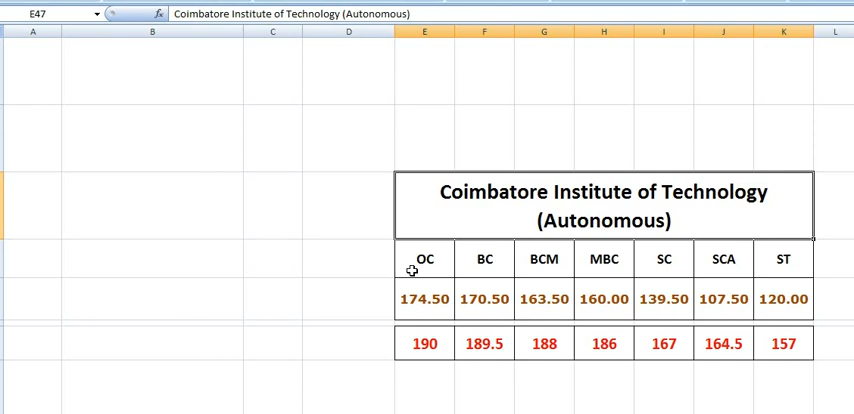 E47 fx Coimbatore Institute of Technology (Autonomous)
A B C D E F G H I J K L
Coimbatore Institute of Technology
(Autonomous)
OC BC BCM MBC SC SCA ST
174.50 170.50 163.50 160.00 139.50 107.50 120.00
190 189.5 188 186 167 164.5 157